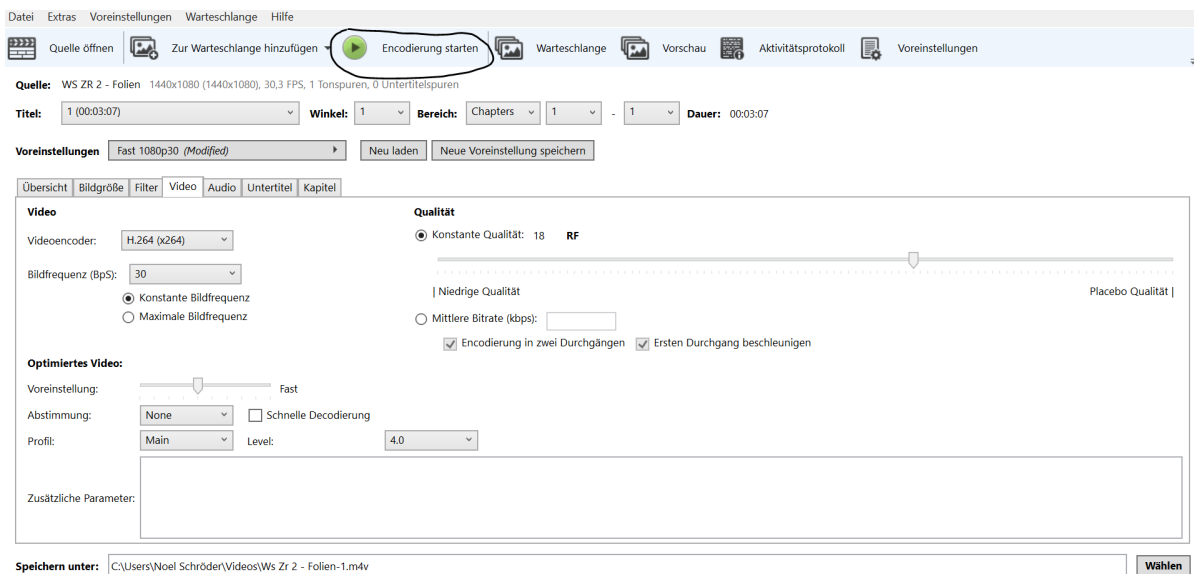 Datei Extras Voreinstellungen Warteschlange Hilfe
Quelle öffnen Zur Warteschlange hinzufügen Encodierung starten Warteschlange Vorschau Aktivitätsprotokoll Voreinstellungen
Quelle: WS ZR 2 - Folien 1440x1080 (1440x1080), 30,3 FPS, 1 Tonspuren, 0 Untertitelspuren
Titel: 1 (00:03:07) Winkel: 1 Bereich: Chapters 1 - 1 Dauer: 00:03:07
Voreinstellungen Fast 1080p30 (Modified) Neu laden Neue Voreinstellung speichern
Übersicht Bildgröße Filter Video Audio Untertitel Kapitel
Video Qualität
Videoencoder: H.264 (x264) Konstante Qualität: 18 RF
Bildfrequenz (BpS): 30
| Niedrige Qualität Placebo Qualität |
Konstante Bildfrequenz
Maximale Bildfrequenz Mittlere Bitrate (kbps):
Encodierung in zwei Durchgängen Ersten Durchgang beschleunigen
Optimiertes Video:
Voreinstellung: Fast
Abstimmung: None Schnelle Decodierung
Profil: Main Level: 4.0
Zusätzliche Parameter:
Speichern unter: C:\Users\Noel Schröder\Videos\Ws Zr 2 - Folien-1.m4v Wählen